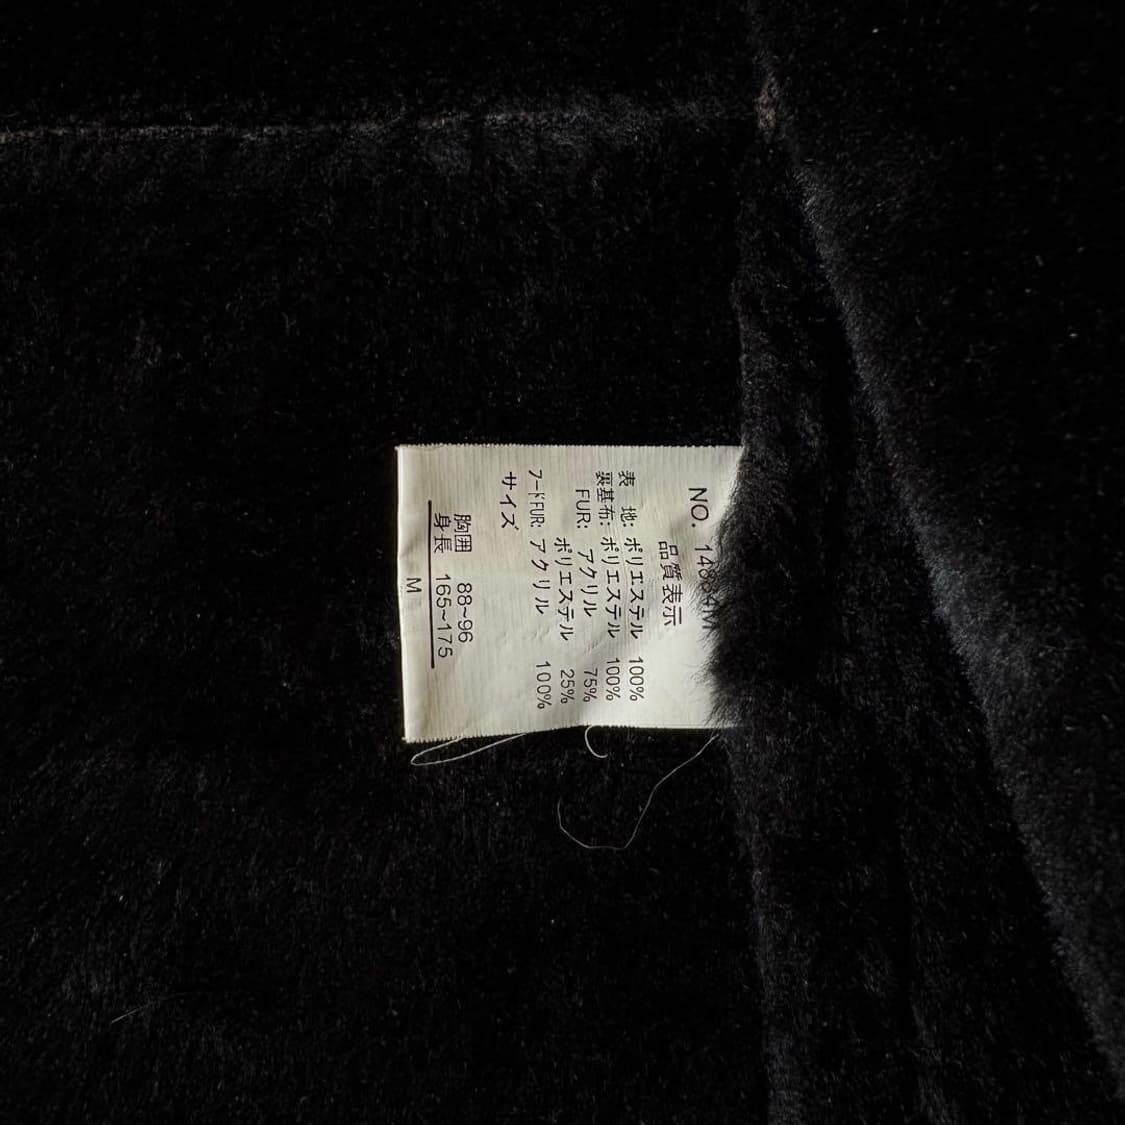 NO.
品質表示
表 地: ポリエステル 100%
裏基布: ポリエステル 100%
FUR: アクリル 75%
ポリエステル 25%
フードFUR: アクリル 100%
サイズ
胸囲 88~96
身長 165~175
M